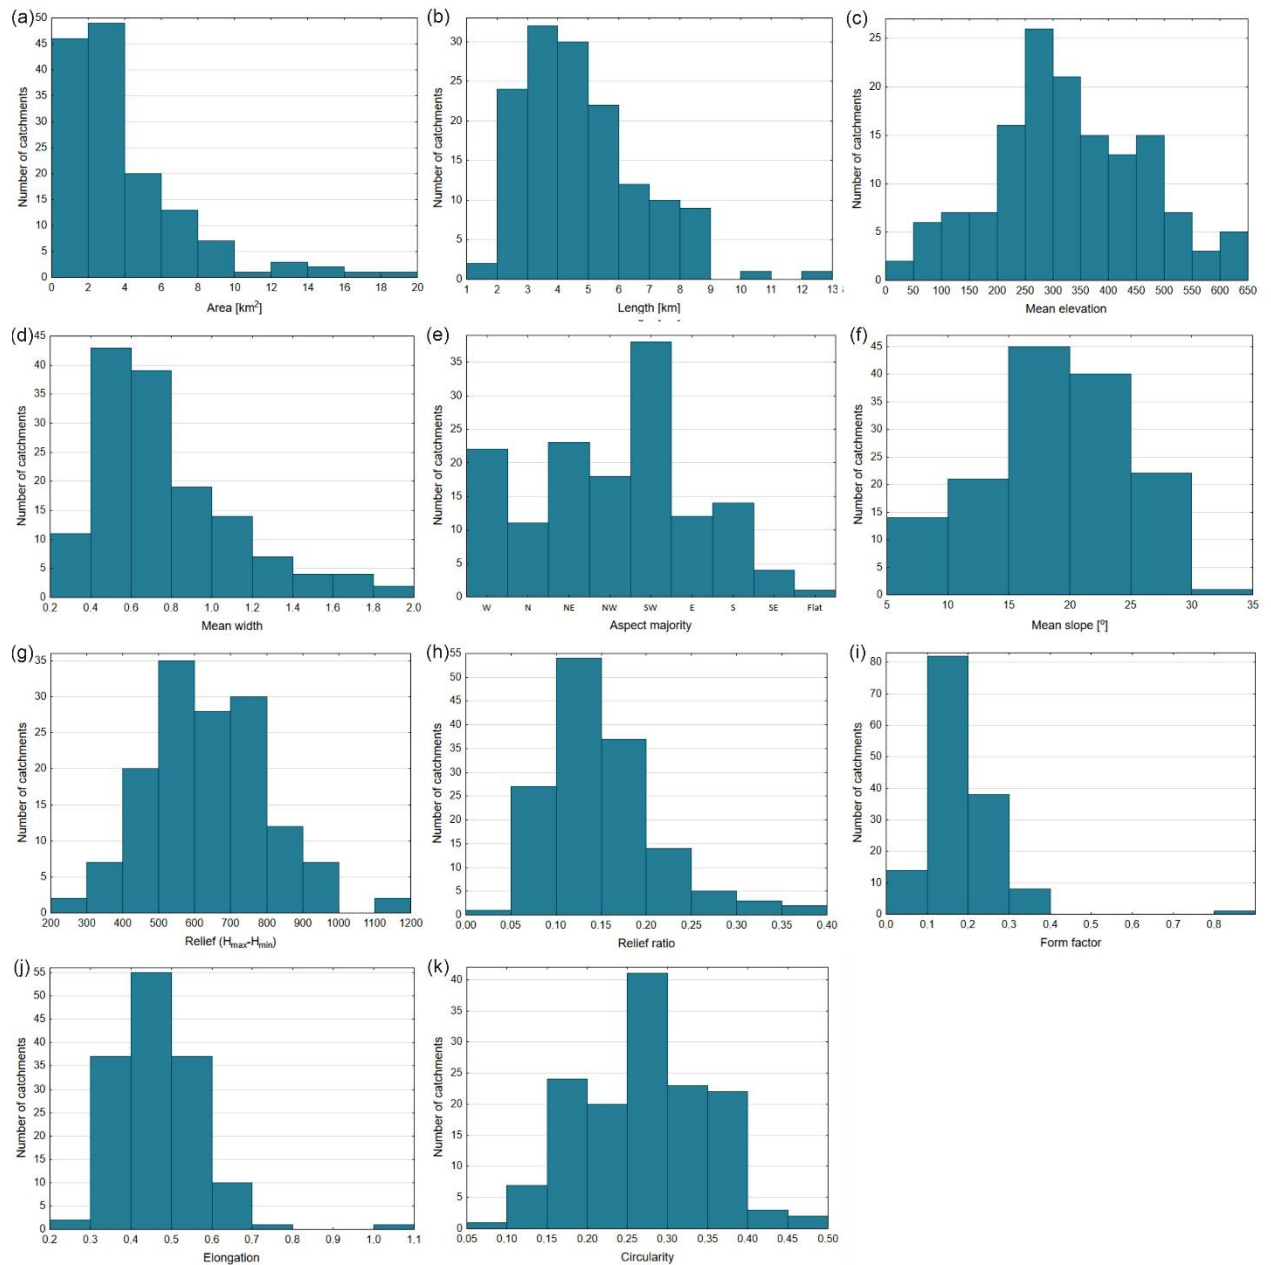 (a)
Number of catchments
50
45
40
35
30
25
20
15
10
5
0
0 2 4 6 8 10 12 14 16 18 20
Area [km²]
(b)
Number of catchments
30
25
20
15
10
5
0
1 2 3 4 5 6 7 8 9 10 11 12 13
Length [km]
(c)
Number of catchments
25
20
15
10
5
0
0 50 100 150 200 250 300 350 400 450 500 550 600 650
Mean elevation
(d)
Number of catchments
45
40
35
30
25
20
15
10
5
0
0.2 0.4 0.6 0.8 1.0 1.2 1.4 1.6 1.8 2.0
Mean width
(e)
Number of catchments
35
30
25
20
15
10
5
0
W N NE NW SW E S SE Flat
Aspect majority
(f)
Number of catchments
45
40
35
30
25
20
15
10
5
0
5 10 15 20 25 30 35
Mean slope [º]
(g)
Number of catchments
35
30
25
20
15
10
5
0
200 300 400 500 600 700 800 900 1000 1100 1200
Relief (Hmax-Hmin)
(h)
Number of catchments
55
50
45
40
35
30
25
20
15
10
5
0
0.00 0.05 0.10 0.15 0.20 0.25 0.30 0.35 0.40
Relief ratio
(i)
Number of catchments
80
70
60
50
40
30
20
10
0
0.0 0.1 0.2 0.3 0.4 0.5 0.6 0.7 0.8
Form factor
(j)
Number of catchments
55
50
45
40
35
30
25
20
15
10
5
0
0.2 0.3 0.4 0.5 0.6 0.7 0.8 0.9 1.0 1.1
Elongation
(k)
Number of catchments
40
35
30
25
20
15
10
5
0
0.05 0.10 0.15 0.20 0.25 0.30 0.35 0.40 0.45 0.50
Circularity